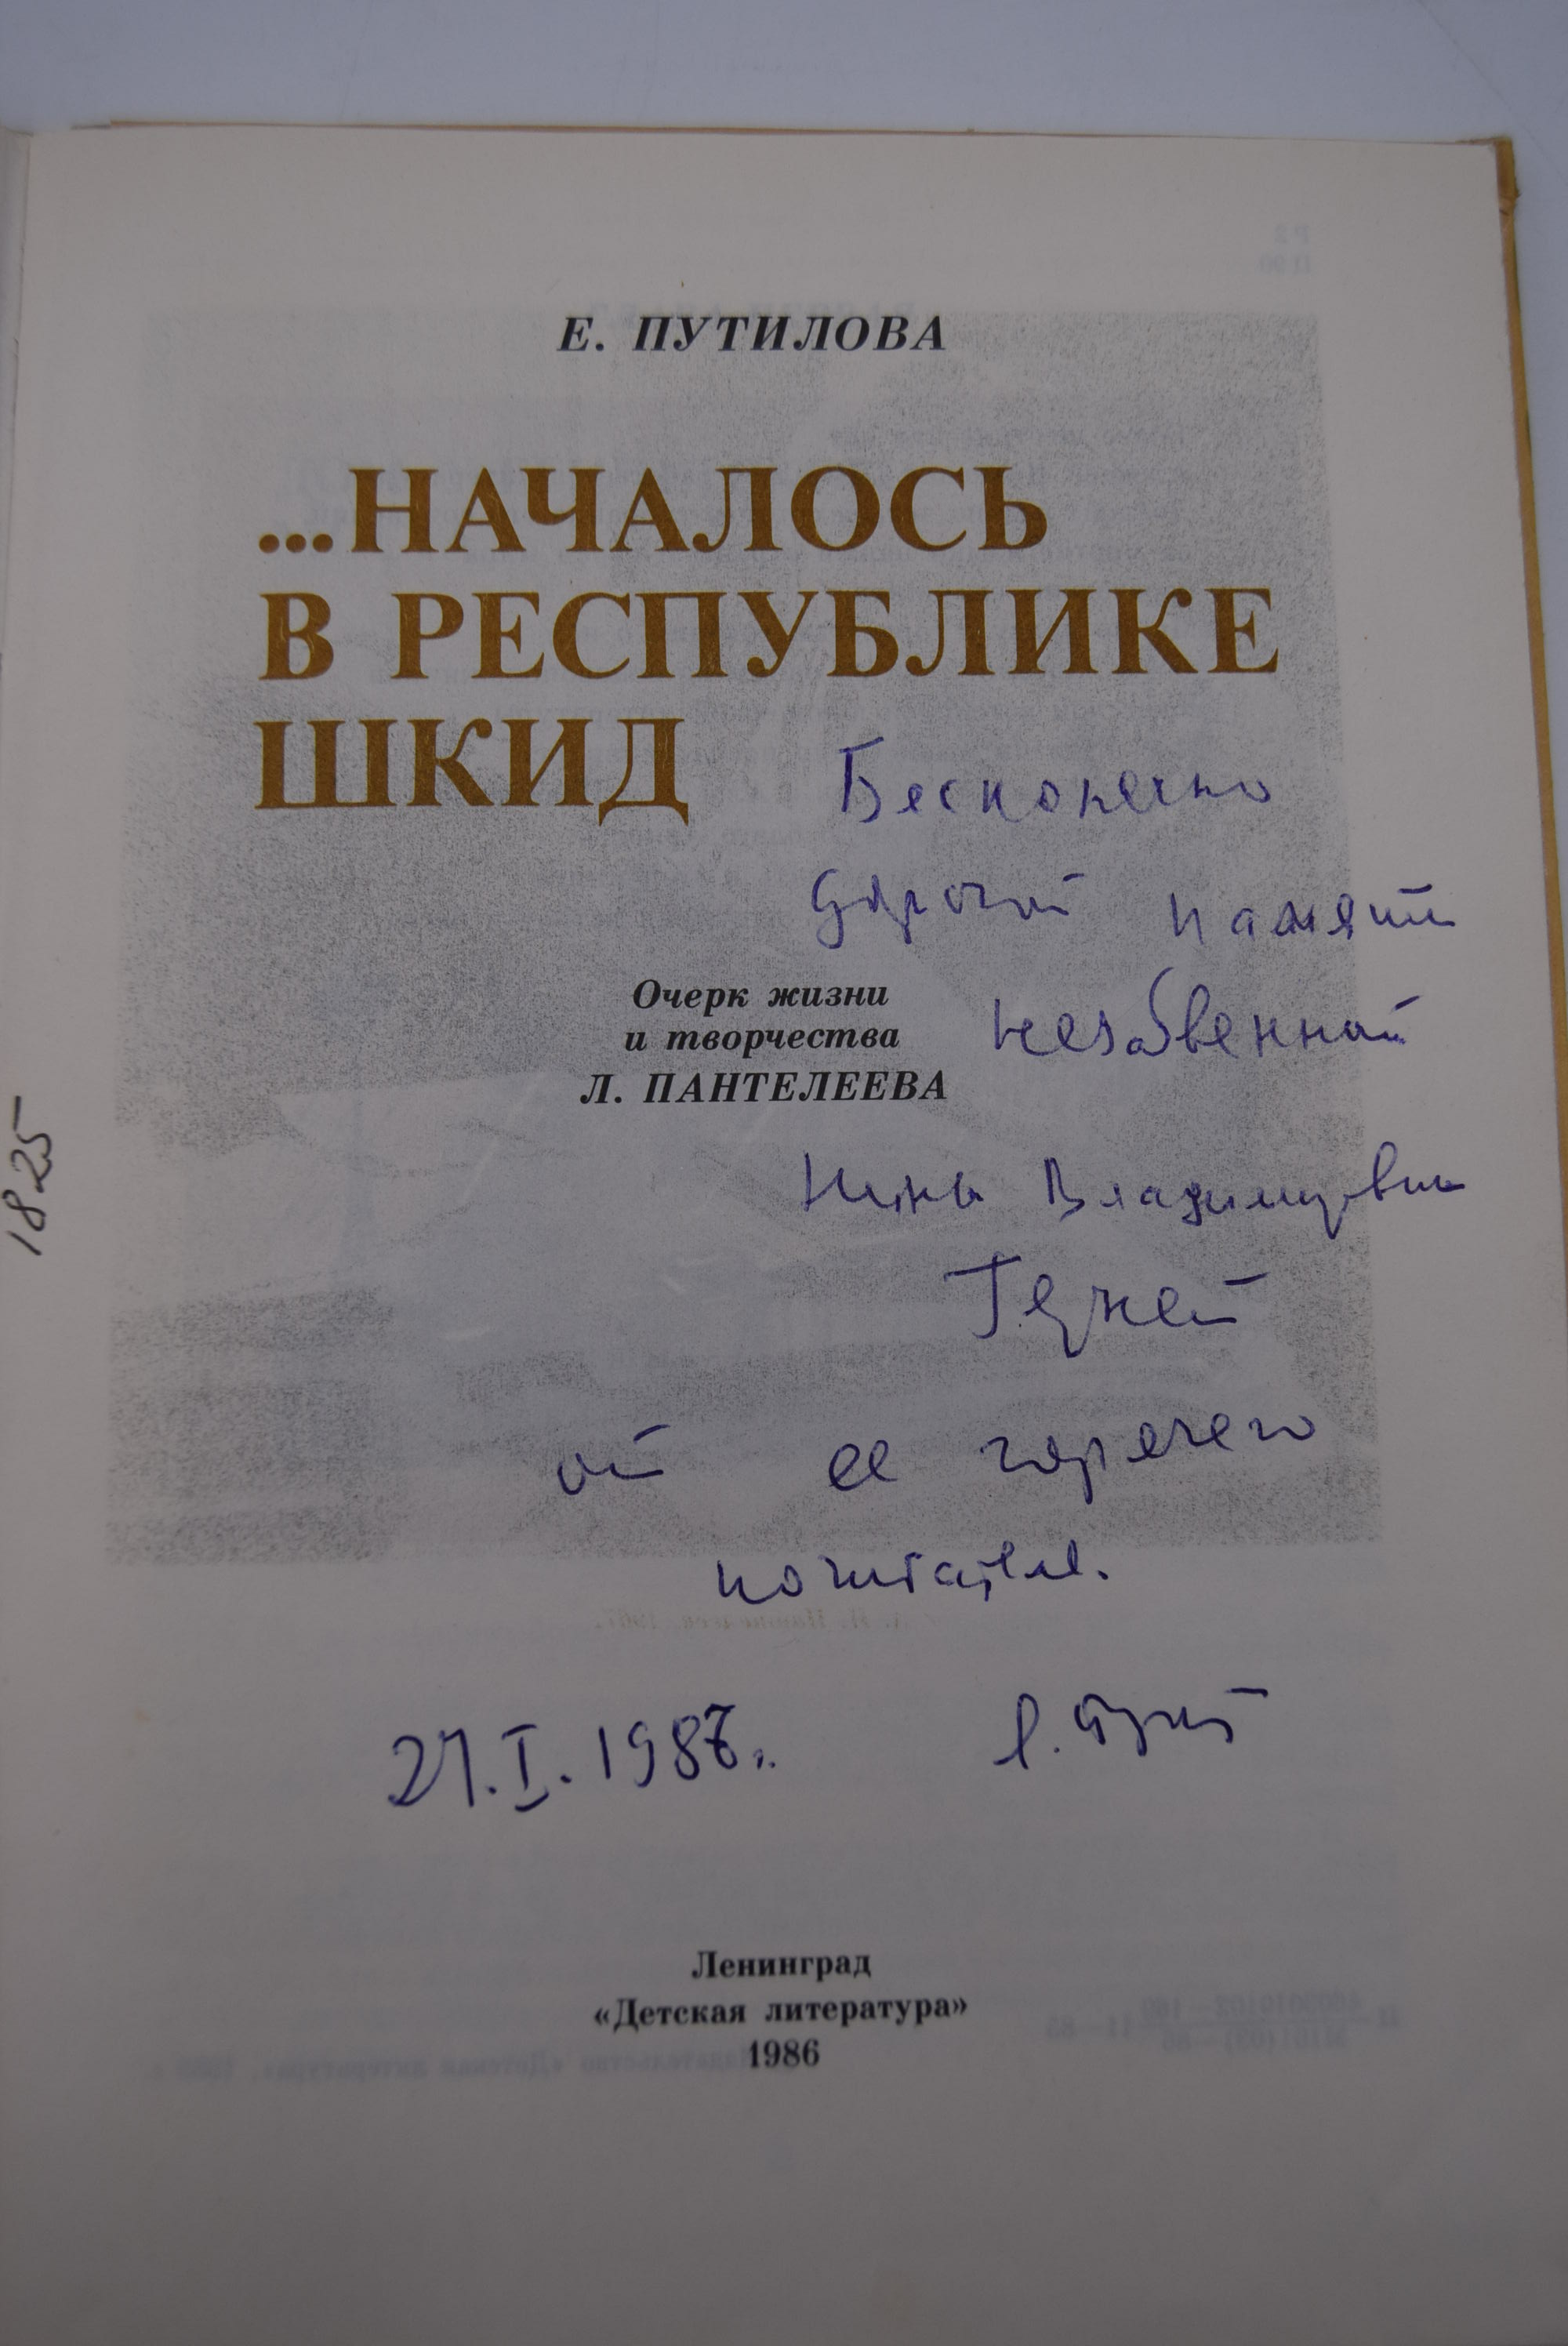 Е. ПУТИЛОВА
...НАЧАЛОСЬ
В РЕСПУБЛИКЕ
ШКИД
Бесконечно
дорогой памяти
Очерк жизни
и творчества
Л. ПАНТЕЛЕЕВА
незабвенной
Нины Владимировны
Гернет
от ее горячего
почитателя.
27.I.1987г.
Ленинград
«Детская литература»
1986
1825